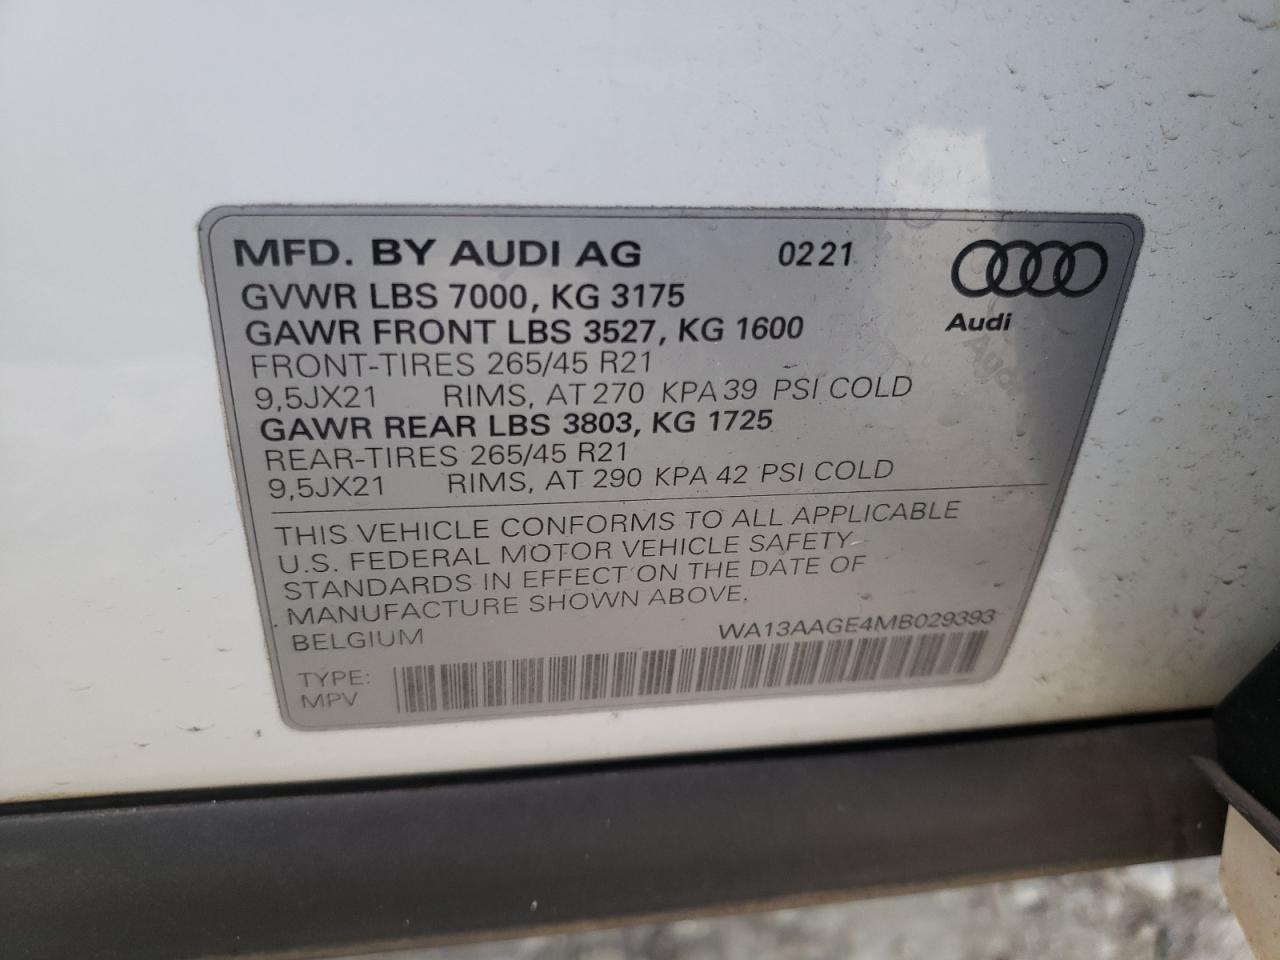 MFD. BY AUDI AG 0221
GVWR LBS 7000, KG 3175
GAWR FRONT LBS 3527, KG 1600
Audi
FRONT-TIRES 265/45 R21
9,5JX21 RIMS, AT 270 KPA 39 PSI COLD
GAWR REAR LBS 3803, KG 1725
REAR-TIRES 265/45 R21
9,5JX21 RIMS, AT 290 KPA 42 PSI COLD
THIS VEHICLE CONFORMS TO ALL APPLICABLE
U.S. FEDERAL MOTOR VEHICLE SAFETY
STANDARDS IN EFFECT ON THE DATE OF
MANUFACTURE SHOWN ABOVE.
BELGIUM WA13AAGE4MB029393
TYPE:
MPV